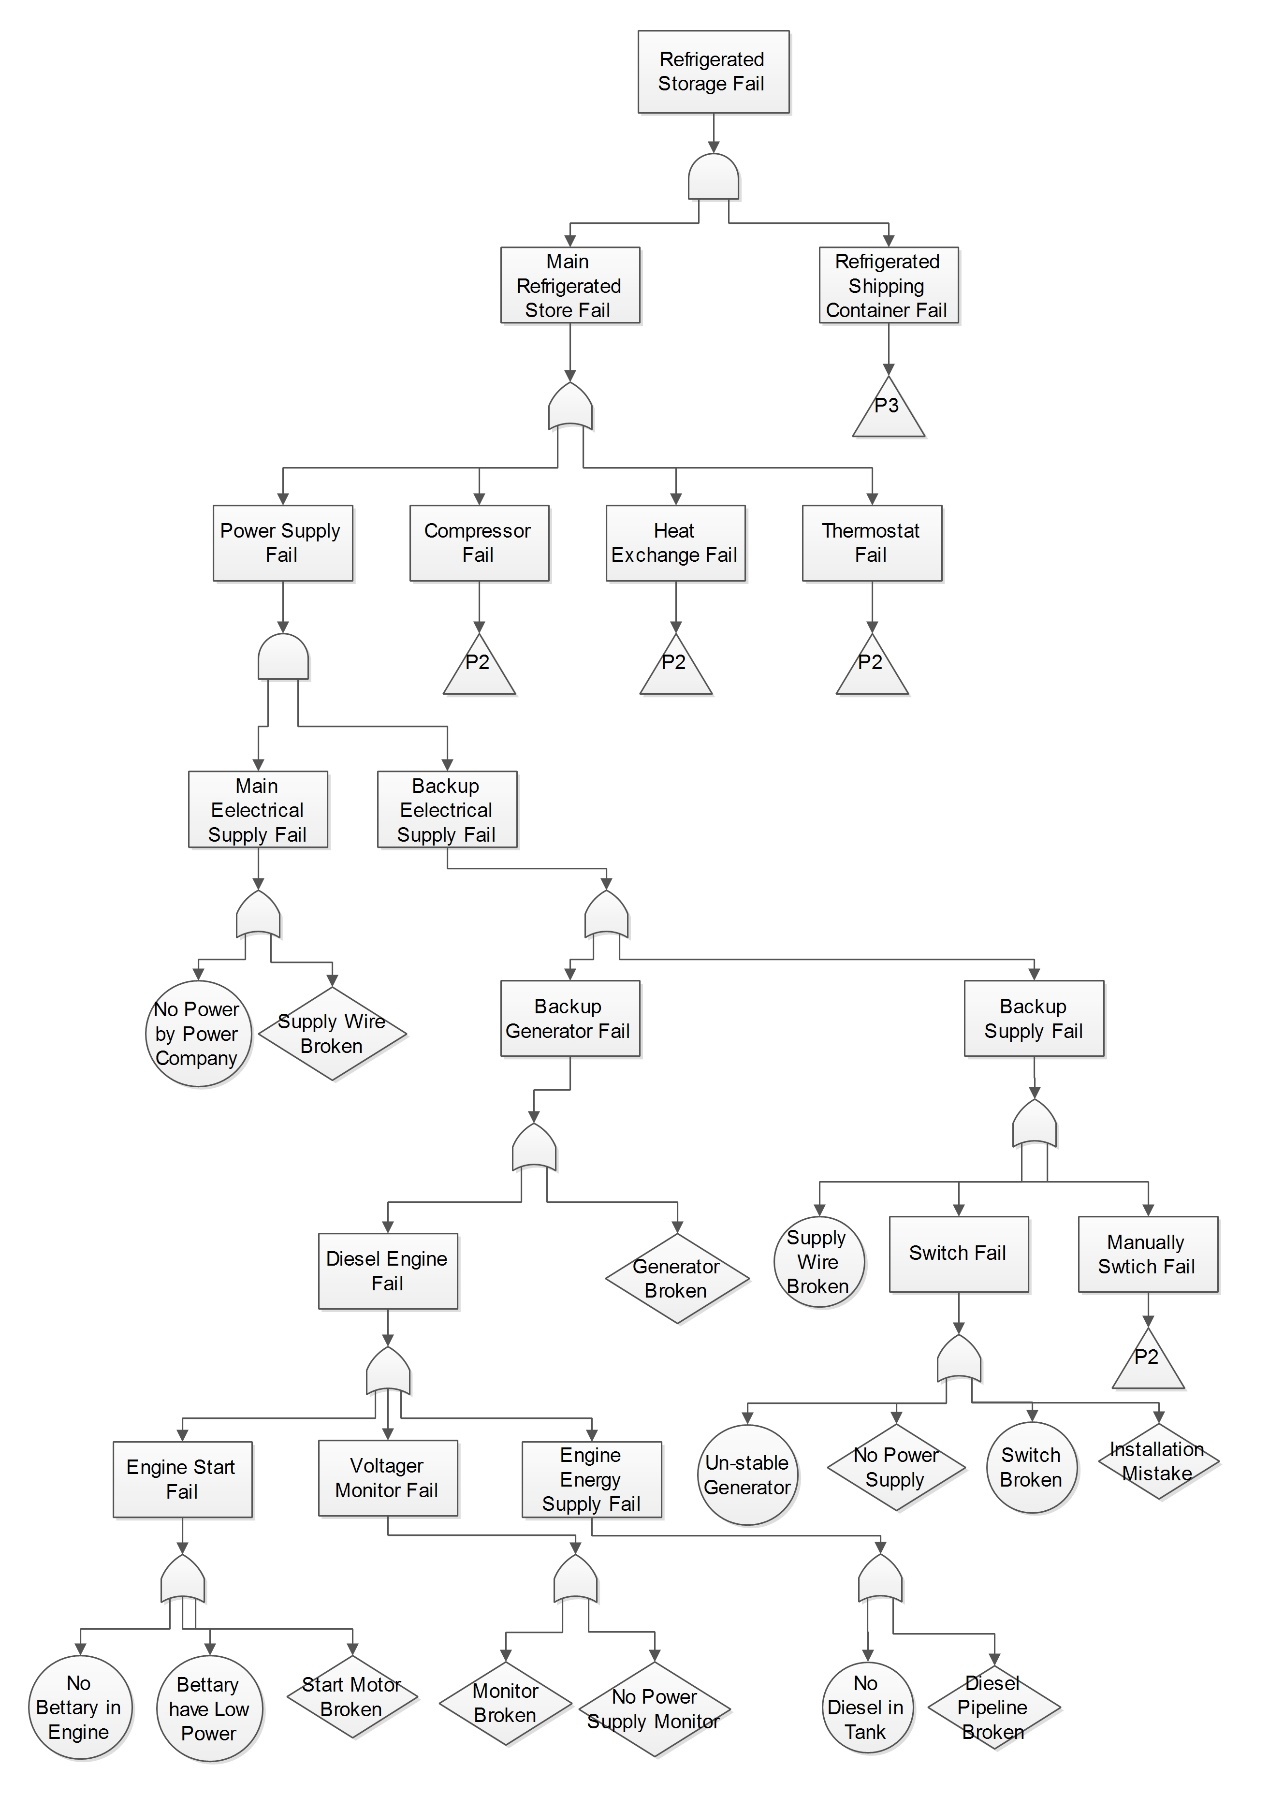 Refrigerated
Storage Fail
Main
Refrigerated
Store Fail
Refrigerated
Shipping
Container Fail
P3
Power Supply
Fail
Compressor
Fail
Heat
Exchange Fail
Thermostat
Fail
P2
P2
P2
Main
Eelectrical
Supply Fail
Backup
Eelectrical
Supply Fail
No Power
by Power
Company
Supply Wire
Broken
Backup
Generator Fail
Backup
Supply Fail
Diesel Engine
Fail
Generator
Broken
Supply
Wire
Broken
Switch Fail
Manually
Swtich Fail
P2
Engine Start
Fail
Voltager
Monitor Fail
Engine
Energy
Supply Fail
Un-stable
Generator
No Power
Supply
Switch
Broken
Installation
Mistake
No
Bettary in
Engine
Bettary
have Low
Power
Start Motor
Broken
Monitor
Broken
No Power
Supply Monitor
No
Diesel in
Tank
Diesel
Pipeline
Broken